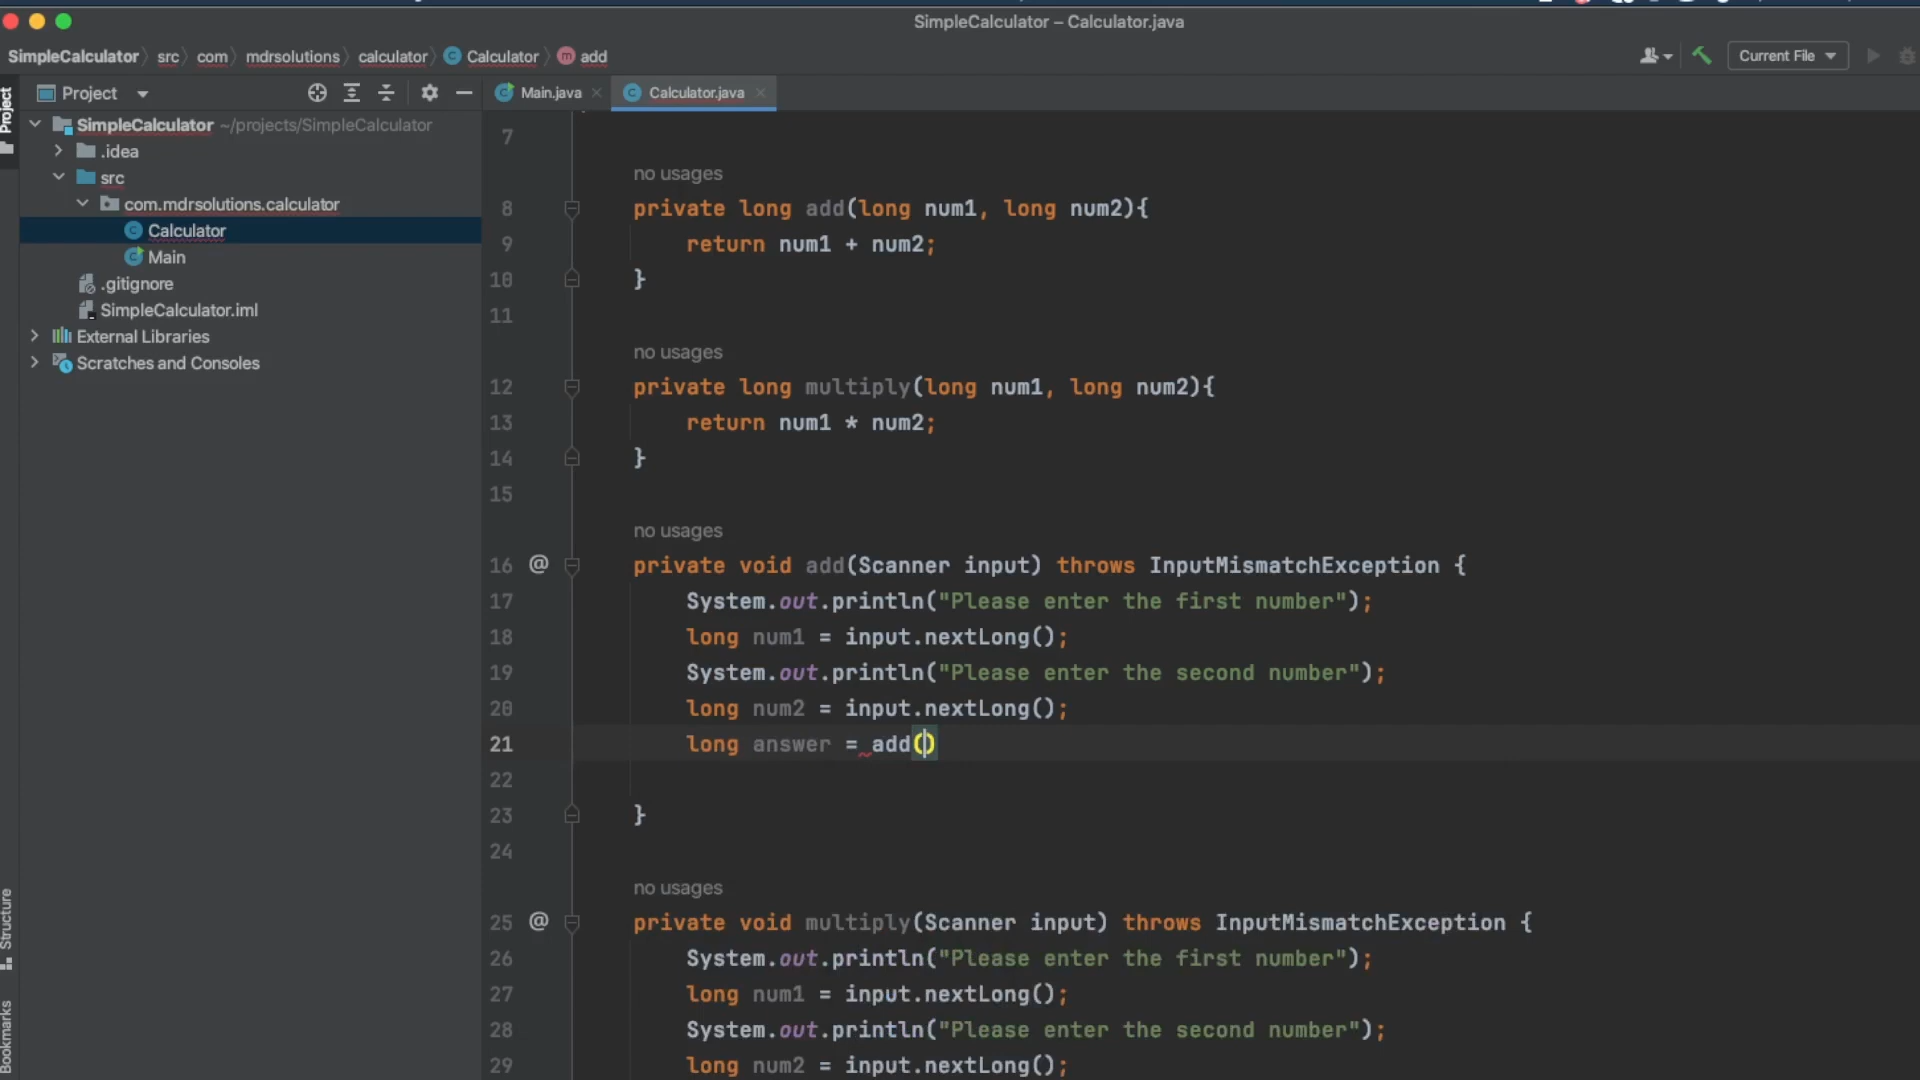 SimpleCalculator – Calculator.java
SimpleCalculator src com mdrsolutions calculator Calculator add
Current File
Project
Project
Main.java
Calculator.java
SimpleCalculator ~/projects/SimpleCalculator
.idea
src
com.mdrsolutions.calculator
Calculator
Main
.gitignore
SimpleCalculator.iml
External Libraries
Scratches and Consoles
Structure
Bookmarks
7
no usages
8 private long add(long num1, long num2){
9 return num1 + num2;
10 }
11
no usages
12 private long multiply(long num1, long num2){
13 return num1 * num2;
14 }
15
no usages
16 @ private void add(Scanner input) throws InputMismatchException {
17 System.out.println("Please enter the first number");
18 long num1 = input.nextLong();
19 System.out.println("Please enter the second number");
20 long num2 = input.nextLong();
21 long answer = add()
22
23 }
24
no usages
25 @ private void multiply(Scanner input) throws InputMismatchException {
26 System.out.println("Please enter the first number");
27 long num1 = input.nextLong();
28 System.out.println("Please enter the second number");
29 long num2 = input.nextLong();